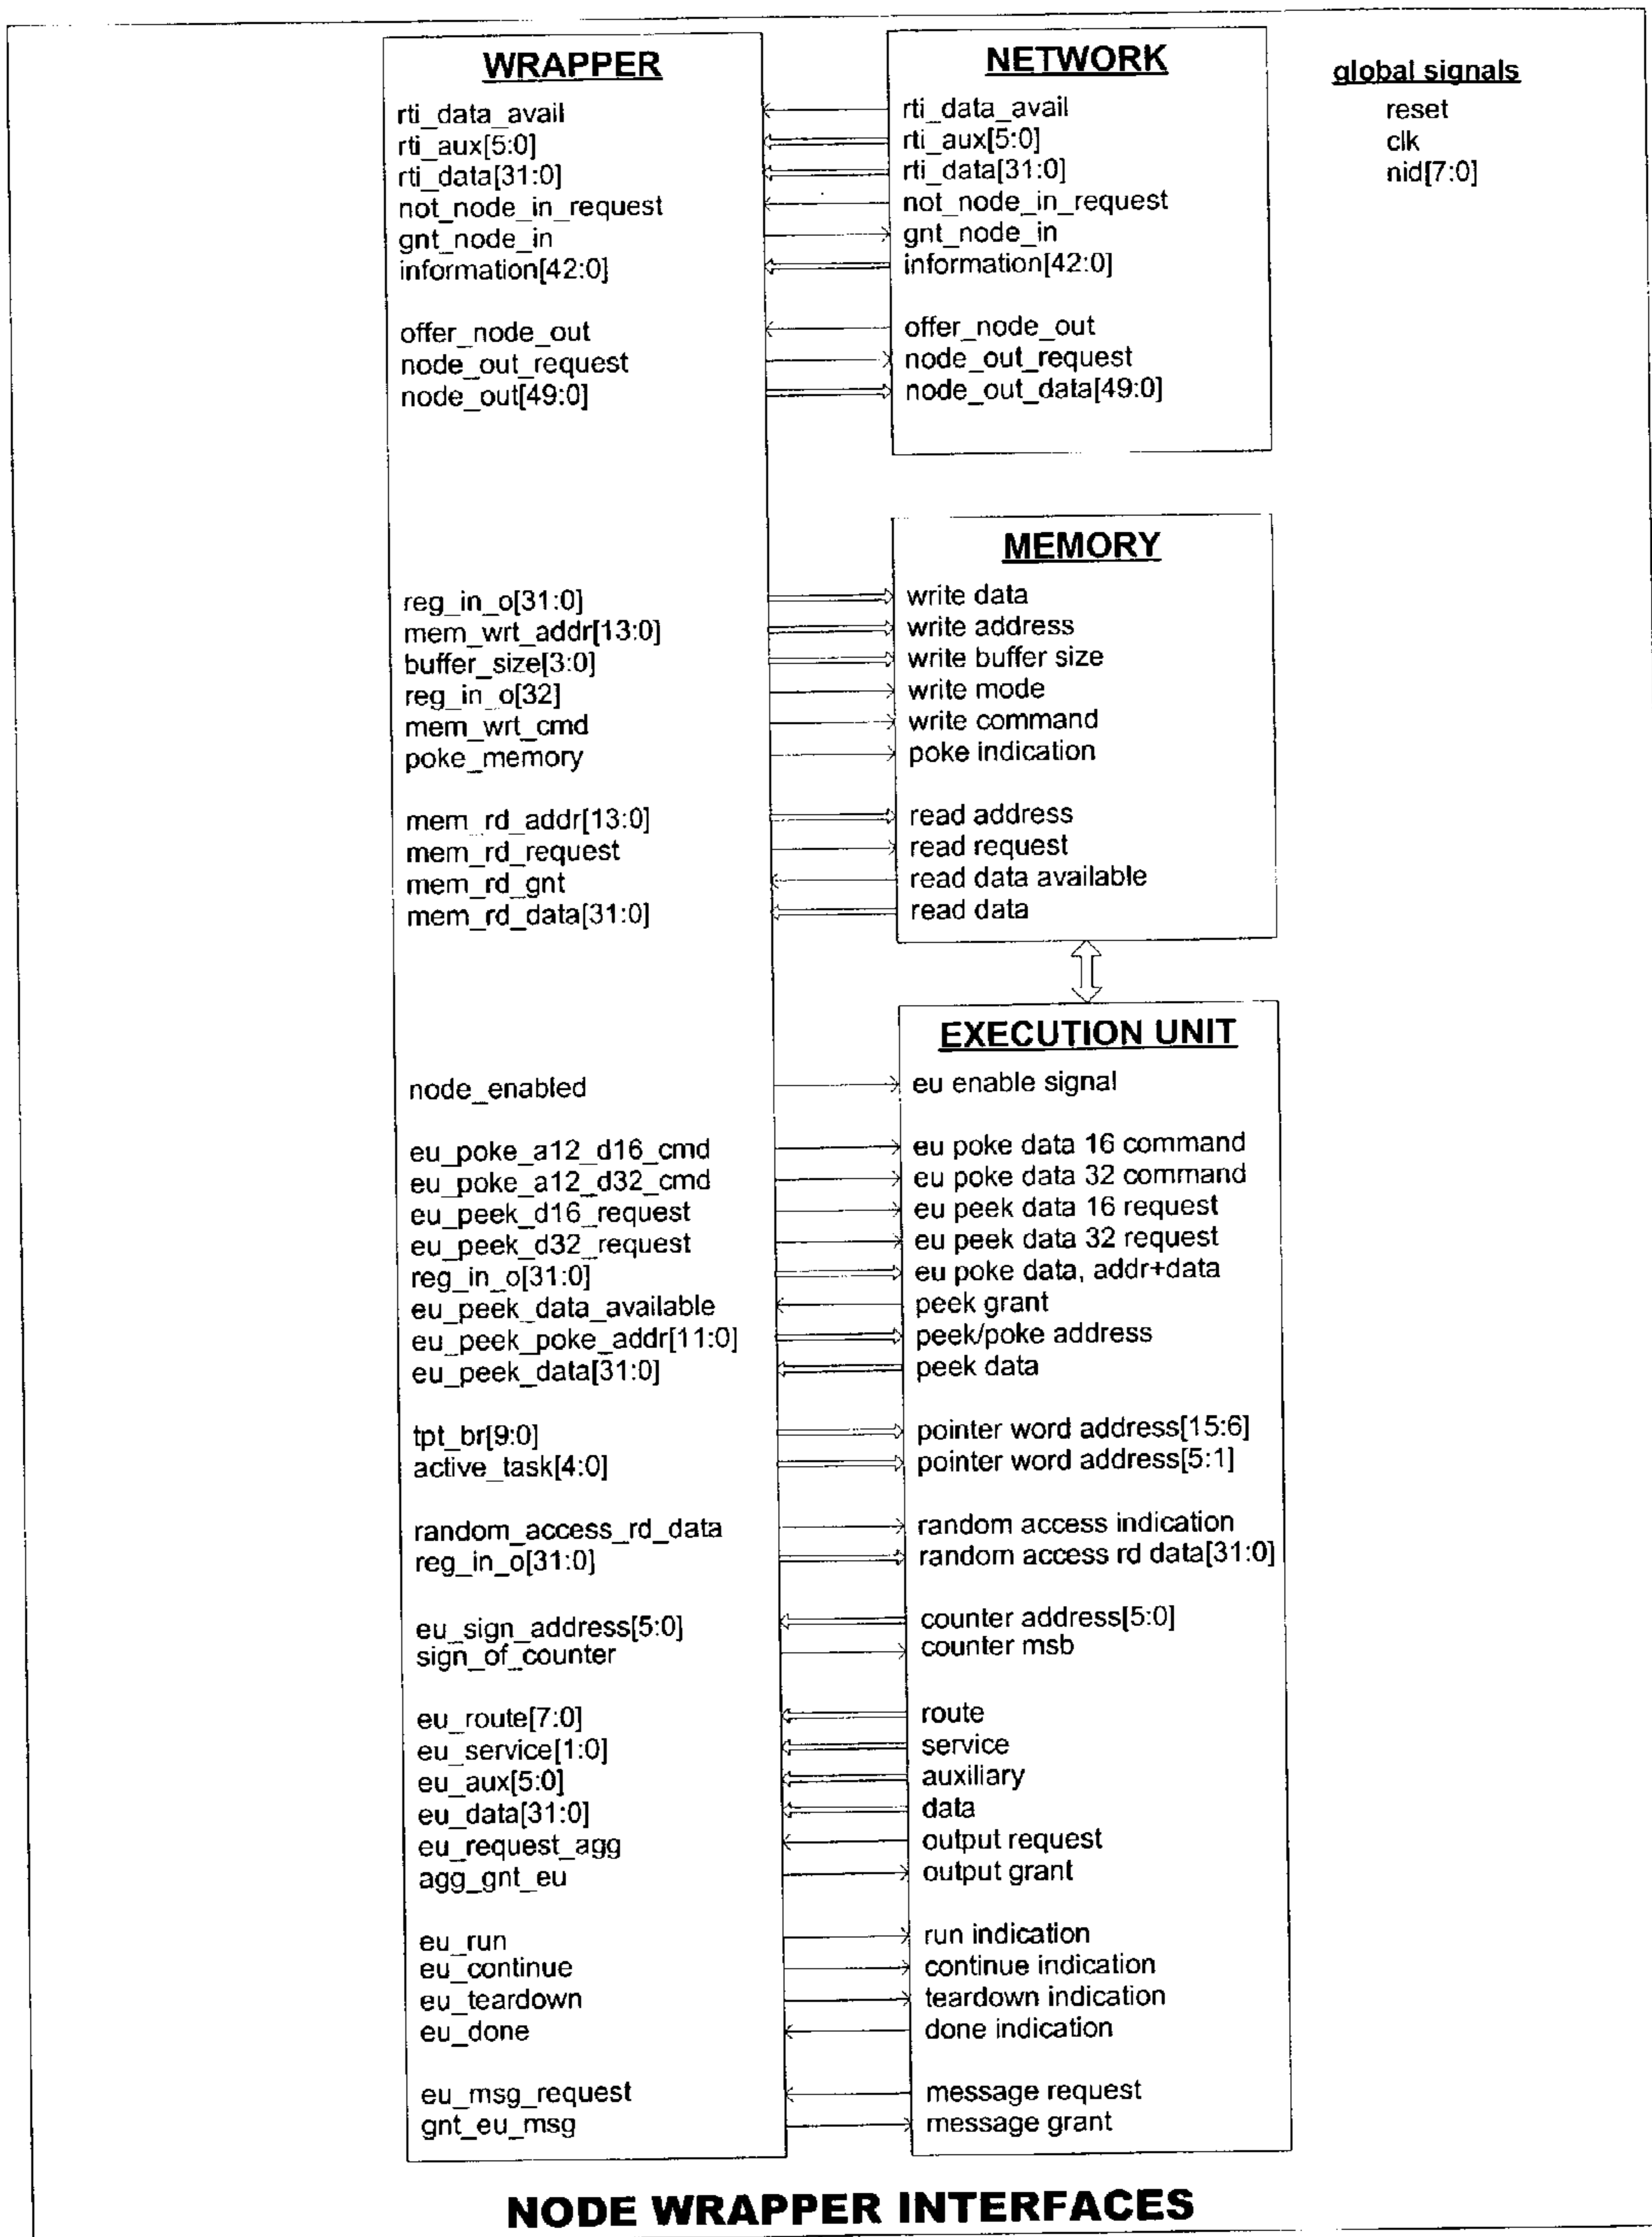 WRAPPER
rti_data_avail
rti_aux[5:0]
rti_data[31:0]
not_node_in_request
gnt_node_in
information[42:0]
offer_node_out
node_out_request
node_out[49:0]
reg_in_o[31:0]
mem_wrt_addr[13:0]
buffer_size[3:0]
reg_in_o[32]
mem_wrt_cmd
poke_memory
mem_rd_addr[13:0]
mem_rd_request
mem_rd_gnt
mem_rd_data[31:0]
node_enabled
eu_poke_a12_d16_cmd
eu_poke_a12_d32_cmd
eu_peek_d16_request
eu_peek_d32_request
reg_in_o[31:0]
eu_peek_data_available
eu_peek_poke_addr[11:0]
eu_peek_data[31:0]
tpt_br[9:0]
active_task[4:0]
random_access_rd_data
reg_in_o[31:0]
eu_sign_address[5:0]
sign_of_counter
eu_route[7:0]
eu_service[1:0]
eu_aux[5:0]
eu_data[31:0]
eu_request_agg
agg_gnt_eu
eu_run
eu_continue
eu_teardown
eu_done
eu_msg_request
gnt_eu_msg
NETWORK
rti_data_avail
rti_aux[5:0]
rti_data[31:0]
not_node_in_request
gnt_node_in
information[42:0]
offer_node_out
node_out_request
node_out_data[49:0]
MEMORY
write data
write address
write buffer size
write mode
write command
poke indication
read address
read request
read data available
read data
EXECUTION UNIT
eu enable signal
eu poke data 16 command
eu poke data 32 command
eu peek data 16 request
eu peek data 32 request
eu poke data, addr+data
peek grant
peek/poke address
peek data
pointer word address[15:6]
pointer word address[5:1]
random access indication
random access rd data[31:0]
counter address[5:0]
counter msb
route
service
auxiliary
data
output request
output grant
run indication
continue indication
teardown indication
done indication
message request
message grant
global signals
reset
clk
nid[7:0]
NODE WRAPPER INTERFACES